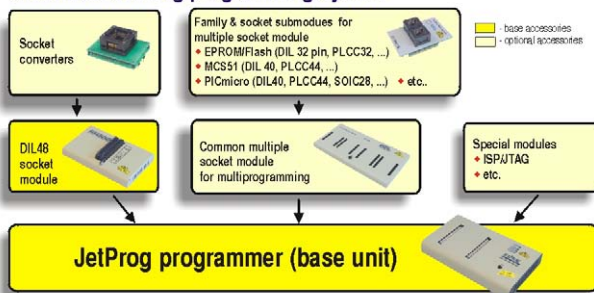 Socket
converters
Family & socket submodues for
multiple socket module
EPROM/Flash (DIL 32 pin, PLCC32, ...)
MCS51 (DIL 40, PLCC44, ...)
PICmicro (DIL40, PLCC44, SOIC28, ...) etc..
- base accessories
- optional accessories
DIL48
socket
module
Common multiple
socket module
for multiprogramming
Special modules
ISP/JTAG
etc.
JetProg programmer (base unit)